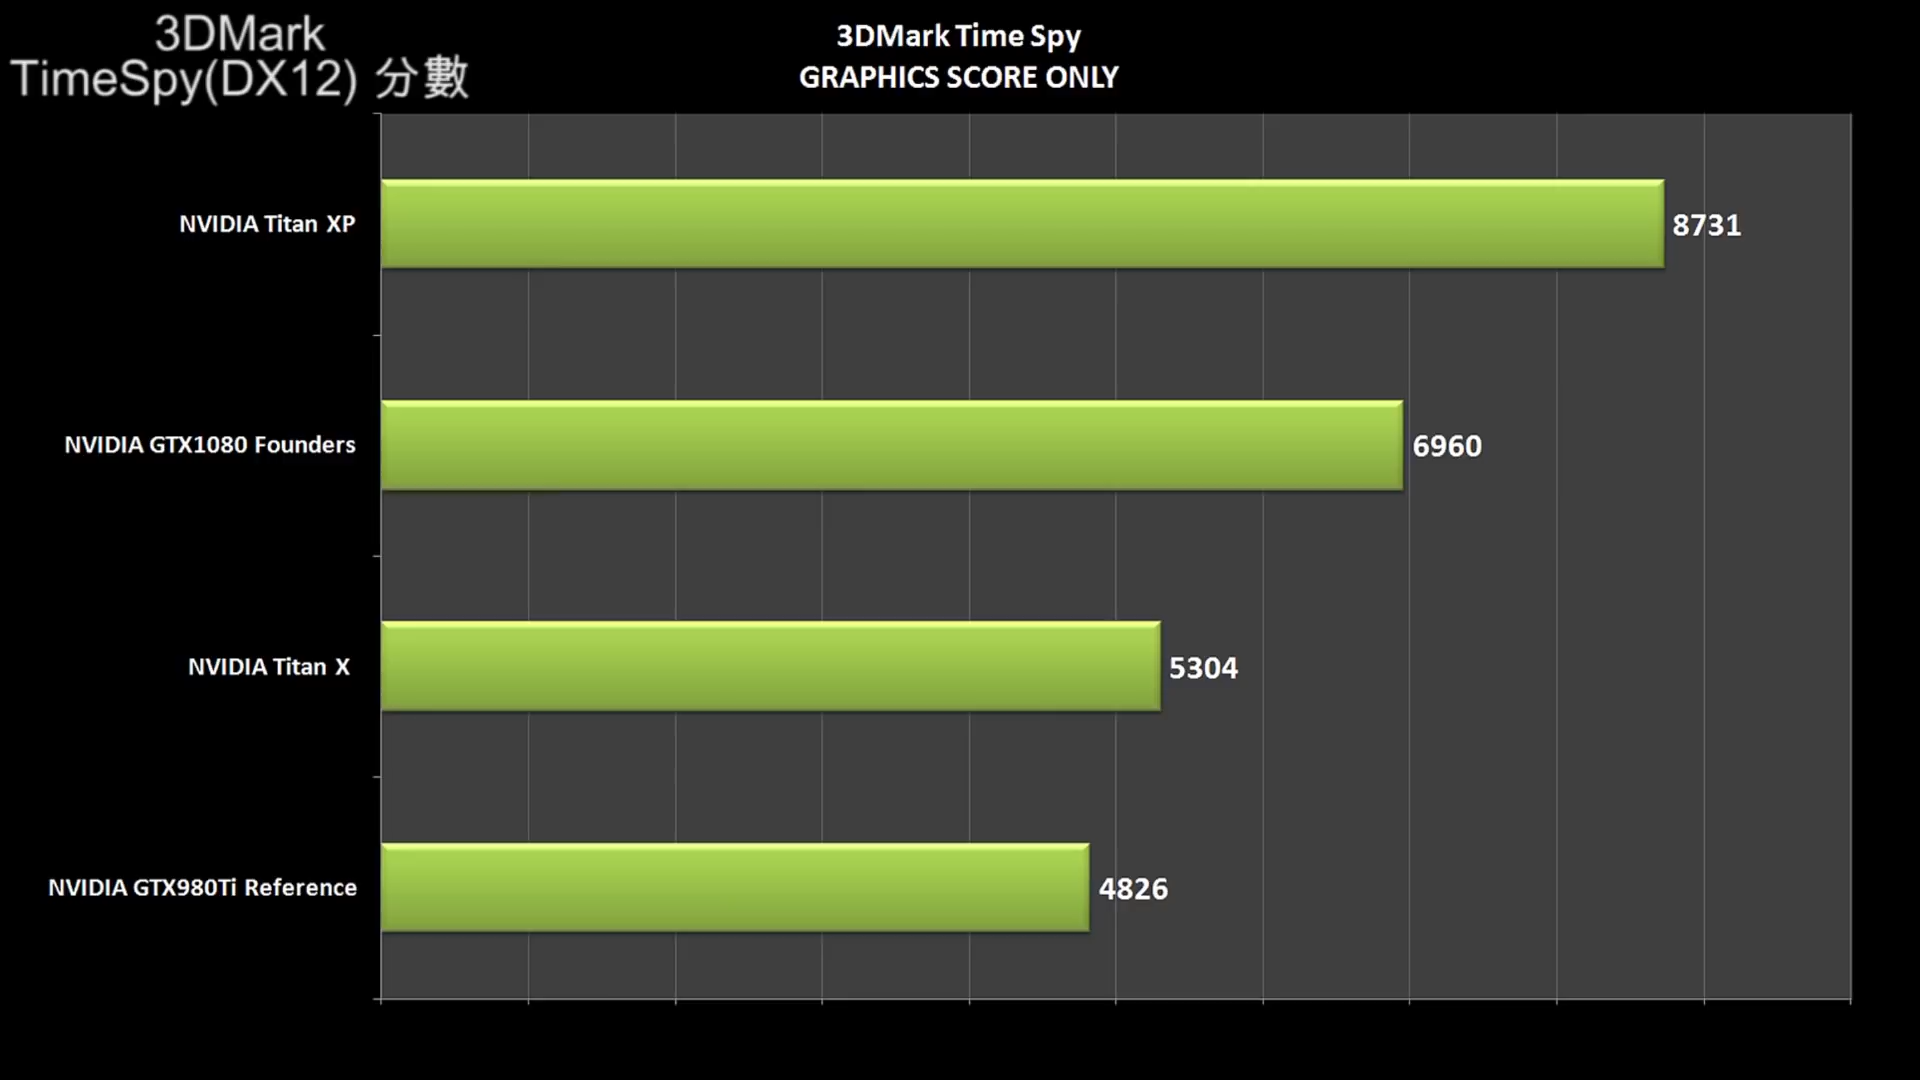 3DMark
TimeSpy(DX12) 分數
3DMark Time Spy
GRAPHICS SCORE ONLY
NVIDIA Titan XP
8731
NVIDIA GTX1080 Founders
6960
NVIDIA Titan X
5304
NVIDIA GTX980Ti Reference
4826